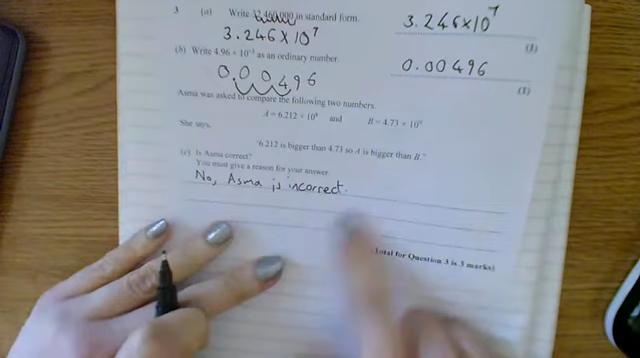 3 (a) Write 32 460 000 in standard form.
3.246×10⁷
3.246×10⁷
(1)
(b) Write 4.96 × 10⁻³ as an ordinary number.
0.00496
0.00496
(1)
Asma was asked to compare the following two numbers.
A = 6.212 × 10⁸ and B = 4.73 × 10⁹
She says,
"6.212 is bigger than 4.73 so A is bigger than B."
(c) Is Asma correct?
You must give a reason for your answer.
No, Asma is incorrect.
Total for Question 3 is 3 marks)